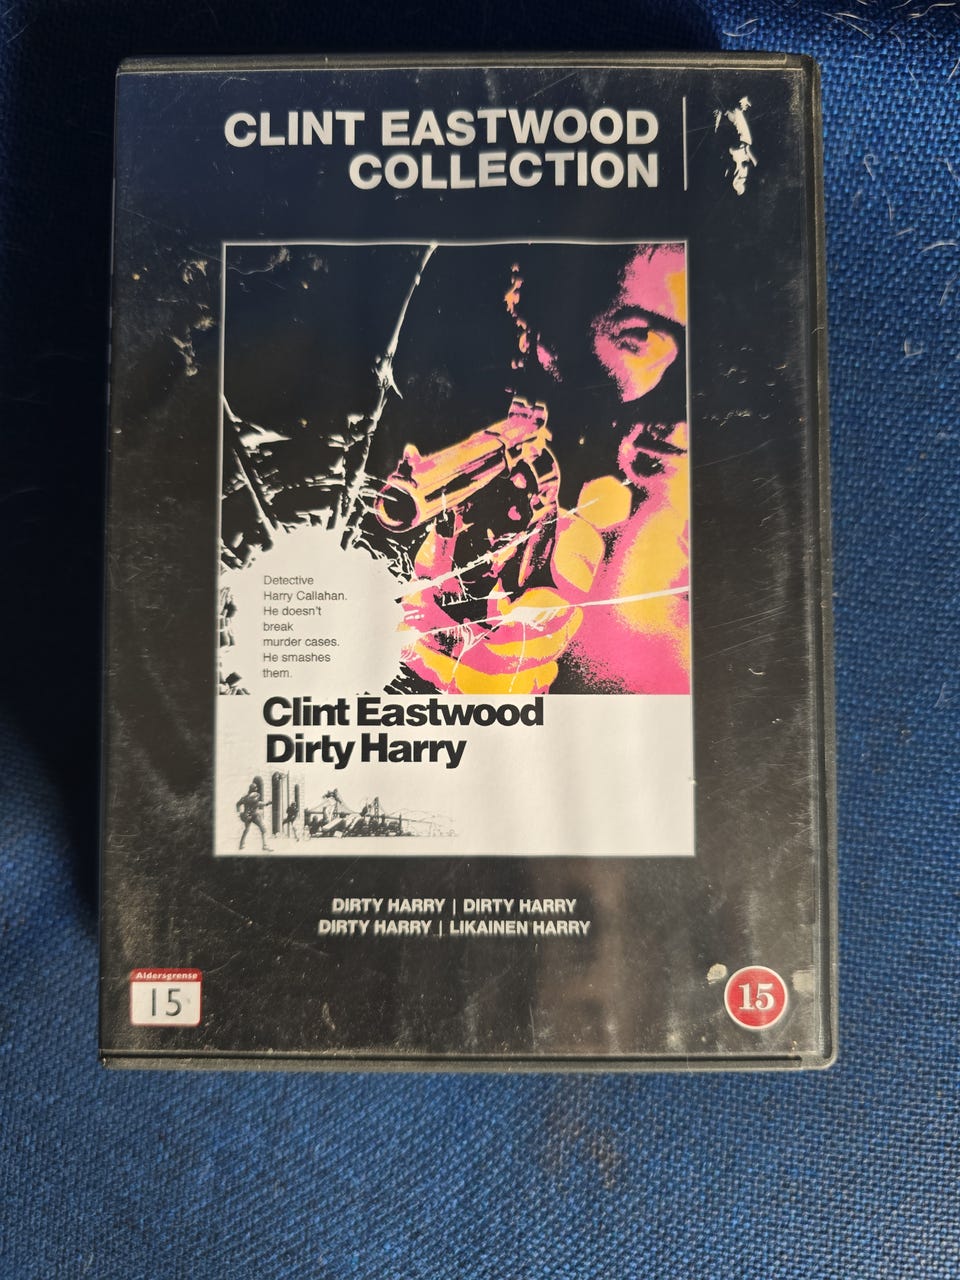 CLINT EASTWOOD
COLLECTION
Detective
Harry Callahan.
He doesn't
break
murder cases.
He smashes
them.
Clint Eastwood
Dirty Harry
DIRTY HARRY | DIRTY HARRY
DIRTY HARRY | LIKAINEN HARRY
Aldersgrense
15
15